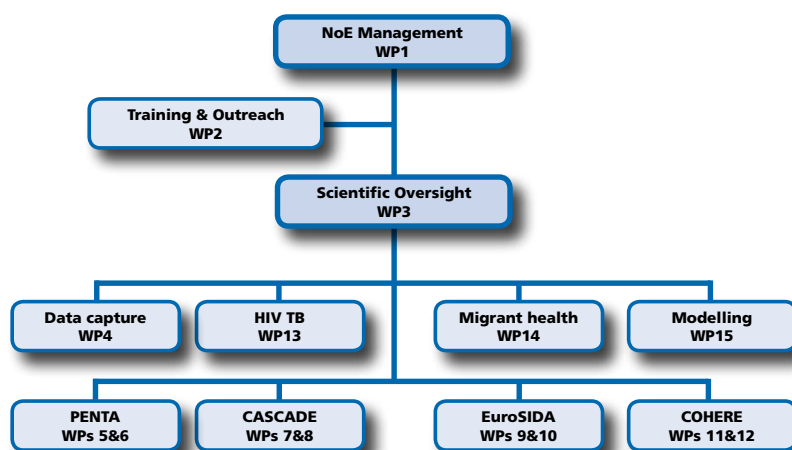 NoE Management
WP1
Training & Outreach
WP2
Scientific Oversight
WP3
Data capture
WP4
HIV TB
WP13
Migrant health
WP14
Modelling
WP15
PENTA
WPs 5&6
CASCADE
WPs 7&8
EuroSIDA
WPs 9&10
COHERE
WPs 11&12